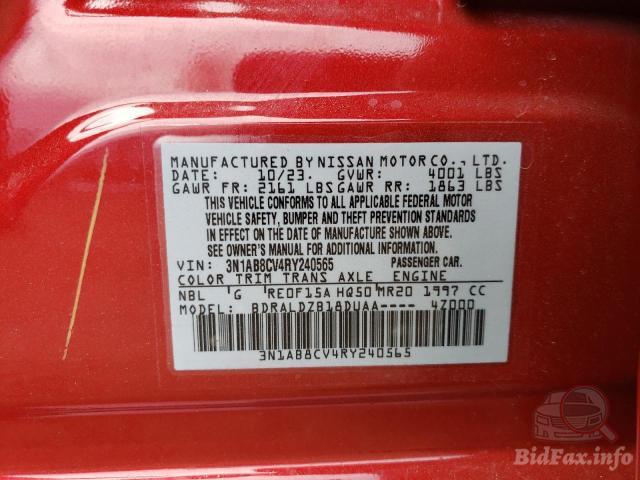 MANUFACTURED BY NISSAN MOTOR CO., LTD.
DATE: 10/23. GVWR: 4001 LBS
GAWR FR: 2161 LBS GAWR RR: 1863 LBS
THIS VEHICLE CONFORMS TO ALL APPLICABLE FEDERAL MOTOR
VEHICLE SAFETY, BUMPER AND THEFT PREVENTION STANDARDS
IN EFFECT ON THE DATE OF MANUFACTURE SHOWN ABOVE.
SEE OWNER'S MANUAL FOR ADDITIONAL INFORMATION.
VIN: 3N1AB8CV4RY240565 PASSENGER CAR.
COLOR TRIM TRANS AXLE ENGINE
NBL G RE0F15A HQ50 MR20 1997 CC
MODEL: BDRALDZB18DUAA---- 4Z000
3N1AB8CV4RY240565
BidFax.info